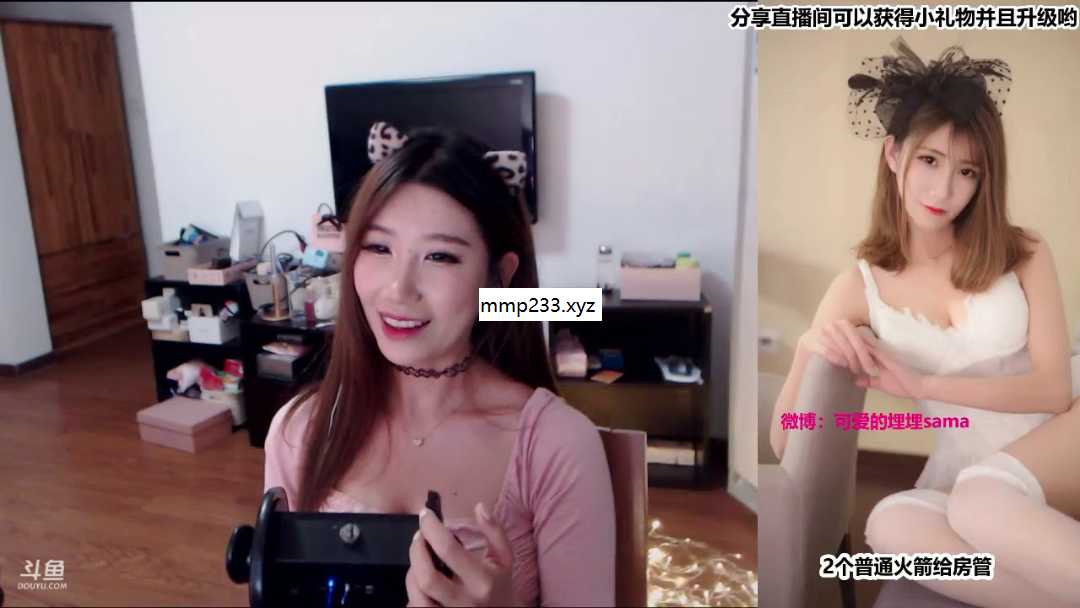 分享直播间可以获得小礼物并且升级哟
mmp233.xyz
微博：可爱的埋埋sama
2个普通火箭给房管
斗鱼
DOUYU.COM